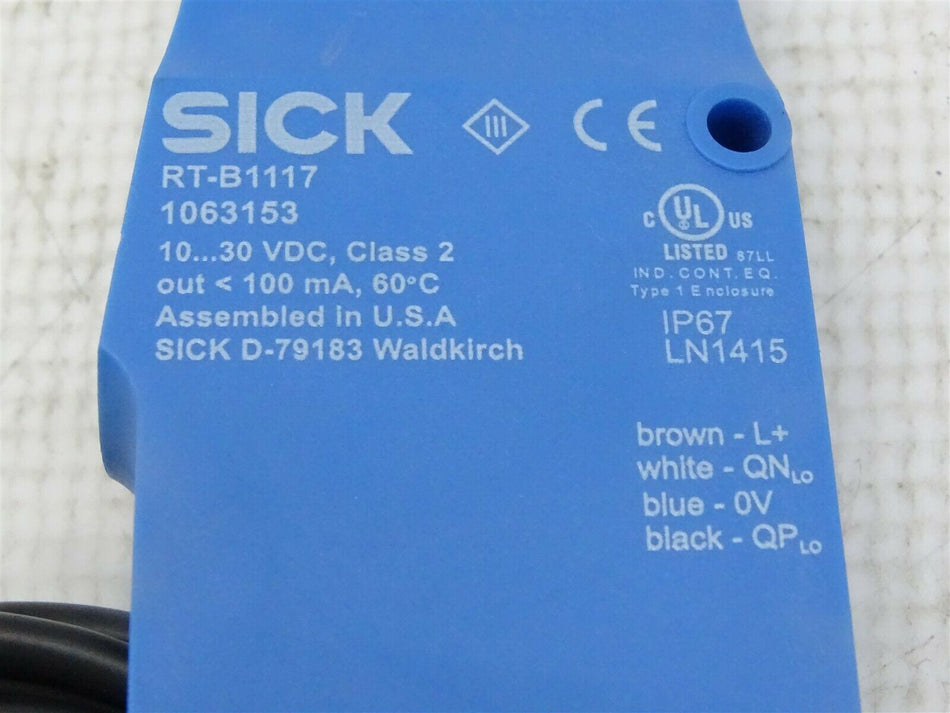 SICK
III
CE
RT-B1117
1063153
10...30 VDC, Class 2
out < 100 mA, 60°C
Assembled in U.S.A
SICK D-79183 Waldkirch
C UL US
LISTED 87LL
IND. CONT. EQ.
Type 1 Enclosure
IP67
LN1415
brown - L+
white - QNLO
blue - 0V
black - QPLO